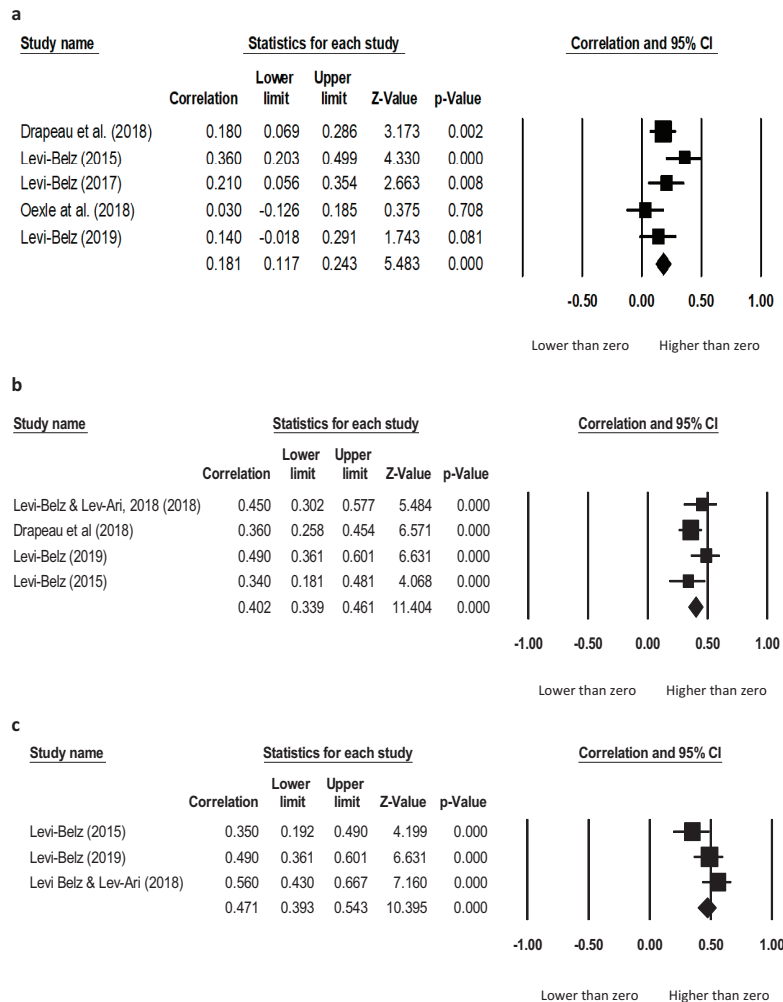 a
Study name Statistics for each study Correlation and 95% CI
Lower Upper
Correlation limit limit Z-Value p-Value
Drapeau et al. (2018) 0.180 0.069 0.286 3.173 0.002
Levi-Belz (2015) 0.360 0.203 0.499 4.330 0.000
Levi-Belz (2017) 0.210 0.056 0.354 2.663 0.008
Oexle at al. (2018) 0.030 -0.126 0.185 0.375 0.708
Levi-Belz (2019) 0.140 -0.018 0.291 1.743 0.081
0.181 0.117 0.243 5.483 0.000
-0.50 0.00 0.50 1.00
Lower than zero Higher than zero
b
Study name Statistics for each study Correlation and 95% CI
Lower Upper
Correlation limit limit Z-Value p-Value
Levi-Belz & Lev-Ari, 2018 (2018) 0.450 0.302 0.577 5.484 0.000
Drapeau et al (2018) 0.360 0.258 0.454 6.571 0.000
Levi-Belz (2019) 0.490 0.361 0.601 6.631 0.000
Levi-Belz (2015) 0.340 0.181 0.481 4.068 0.000
0.402 0.339 0.461 11.404 0.000
-1.00 -0.50 0.00 0.50 1.00
Lower than zero Higher than zero
c
Study name Statistics for each study Correlation and 95% CI
Lower Upper
Correlation limit limit Z-Value p-Value
Levi-Belz (2015) 0.350 0.192 0.490 4.199 0.000
Levi-Belz (2019) 0.490 0.361 0.601 6.631 0.000
Levi Belz & Lev-Ari (2018) 0.560 0.430 0.667 7.160 0.000
0.471 0.393 0.543 10.395 0.000
-1.00 -0.50 0.00 0.50 1.00
Lower than zero Higher than zero